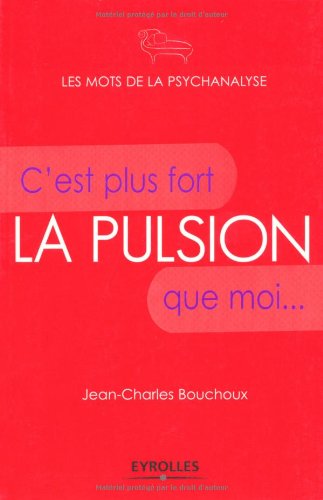 Matériel protégé par le droit d'auteur
LES MOTS DE LA PSYCHANALYSE
C'est plus fort
LA PULSION
que moi...
Jean-Charles Bouchoux
EYROLLES
Matériel protégé par le droit d'auteur